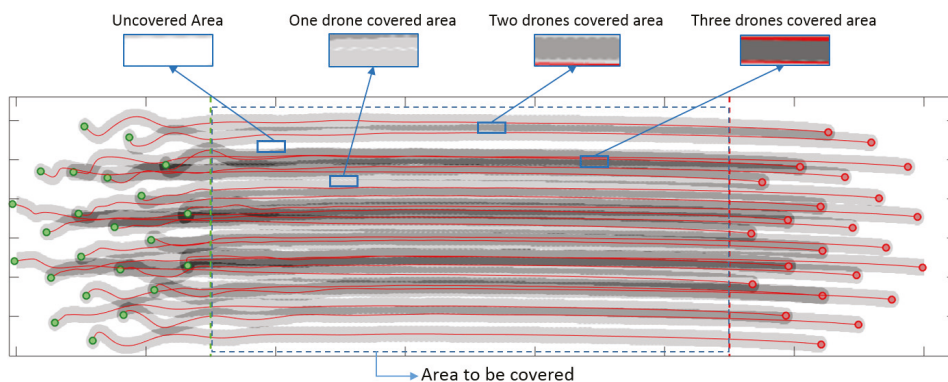 Uncovered Area
One drone covered area
Two drones covered area
Three drones covered area
Area to be covered